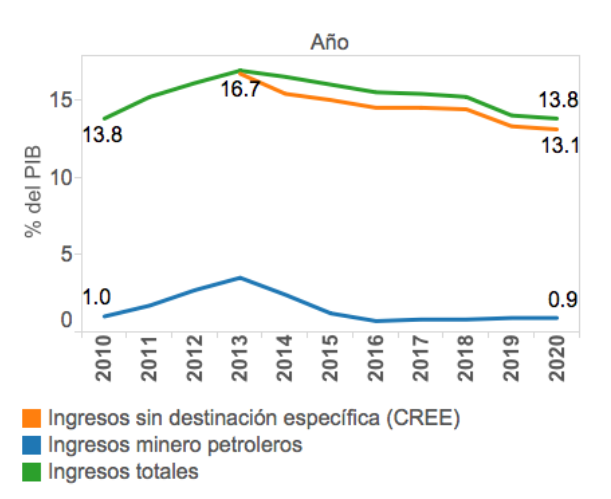 Año
15
10
5
0
% del PIB
13.8
16.7
13.8
13.1
1.0
0.9
2010 2011 2012 2013 2014 2015 2016 2017 2018 2019 2020
Ingresos sin destinación específica (CREE)
Ingresos minero petroleros
Ingresos totales